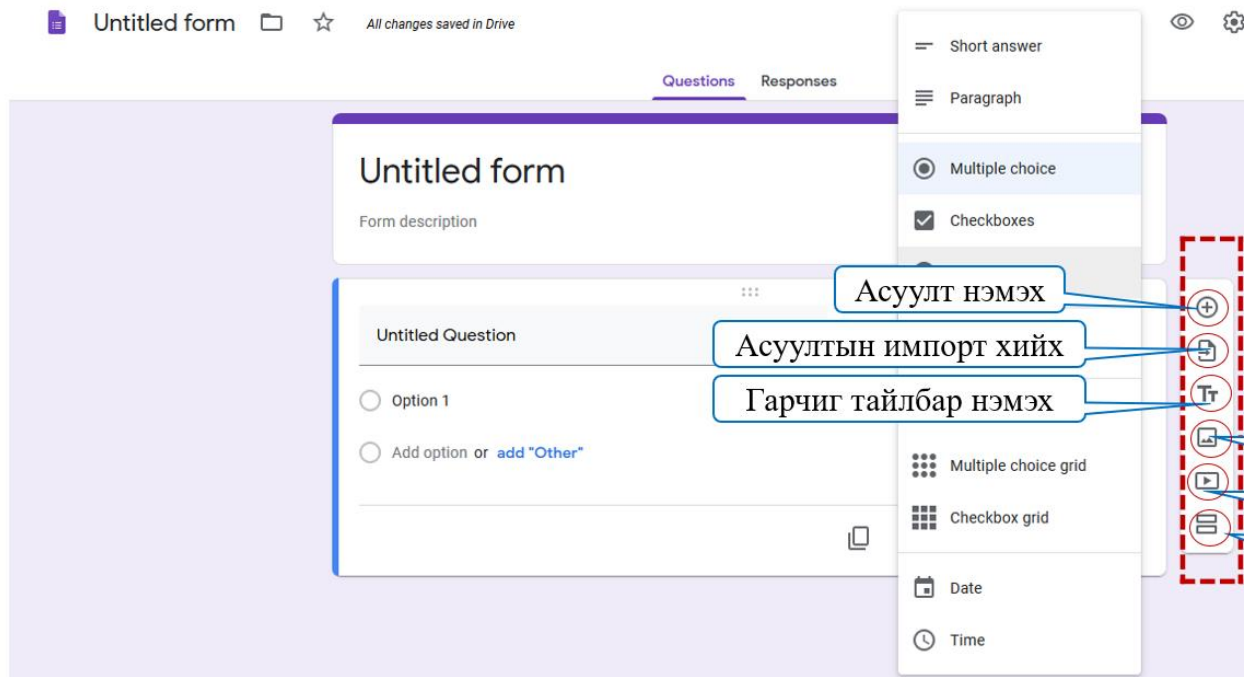 Untitled form
All changes saved in Drive
Questions Responses
Untitled form
Form description
Untitled Question
Option 1
Add option or add "Other"
Short answer
Paragraph
Multiple choice
Checkboxes
Асуулт нэмэх
Асуултын импорт хийх
Гарчиг тайлбар нэмэх
Multiple choice grid
Checkbox grid
Date
Time